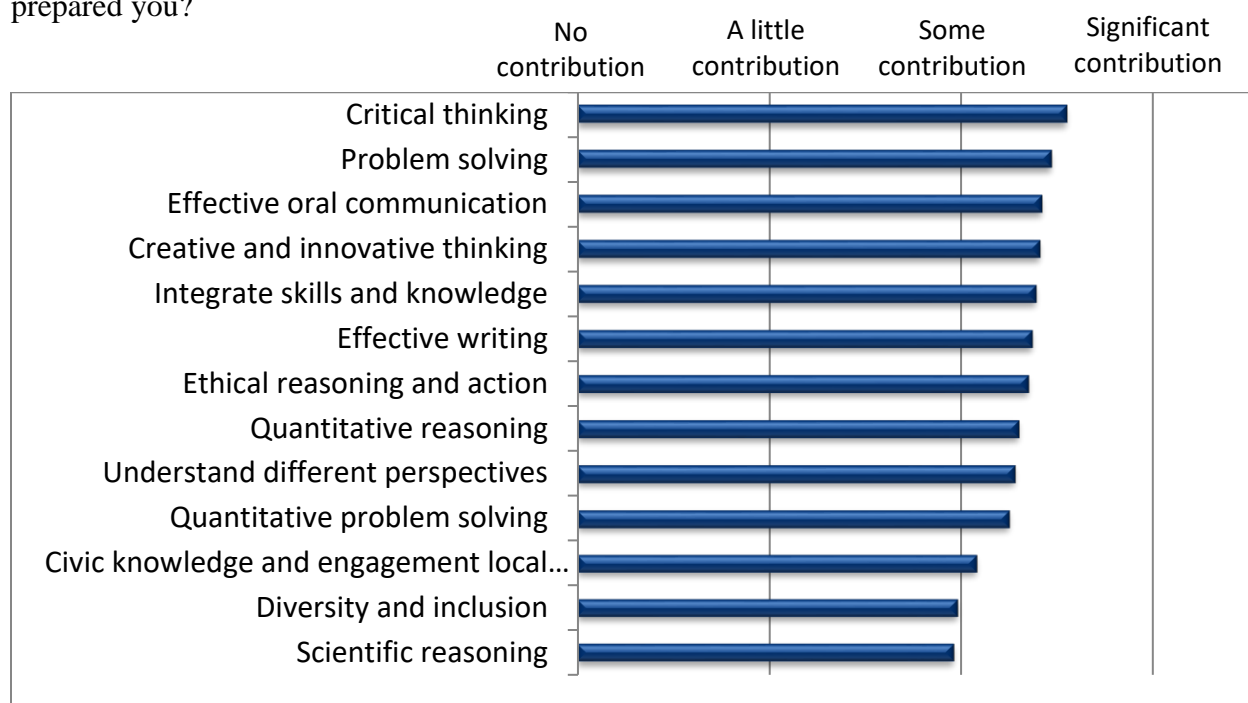 prepared you?
No contribution
A little contribution
Some contribution
Significant contribution
Critical thinking
Problem solving
Effective oral communication
Creative and innovative thinking
Integrate skills and knowledge
Effective writing
Ethical reasoning and action
Quantitative reasoning
Understand different perspectives
Quantitative problem solving
Civic knowledge and engagement local...
Diversity and inclusion
Scientific reasoning